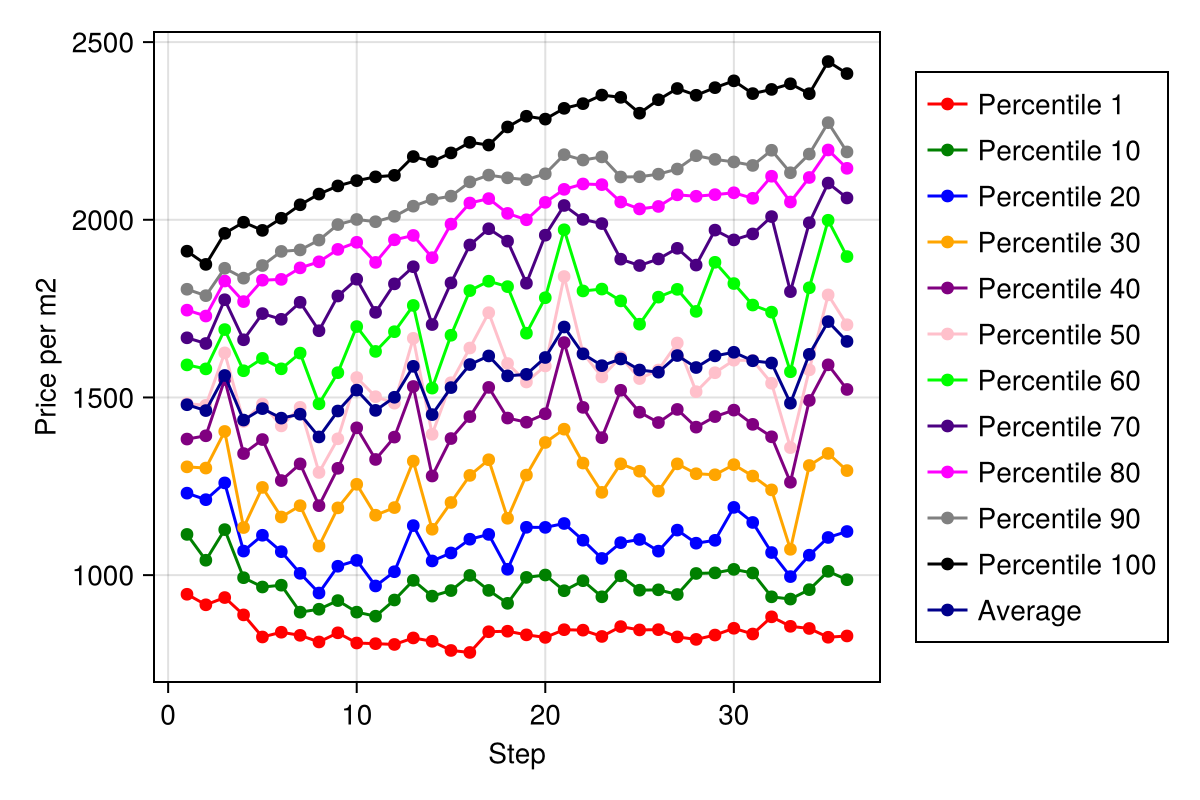 2500
2000
1500
1000
Price per m2
0
10
20
30
Step
Percentile 1
Percentile 10
Percentile 20
Percentile 30
Percentile 40
Percentile 50
Percentile 60
Percentile 70
Percentile 80
Percentile 90
Percentile 100
Average